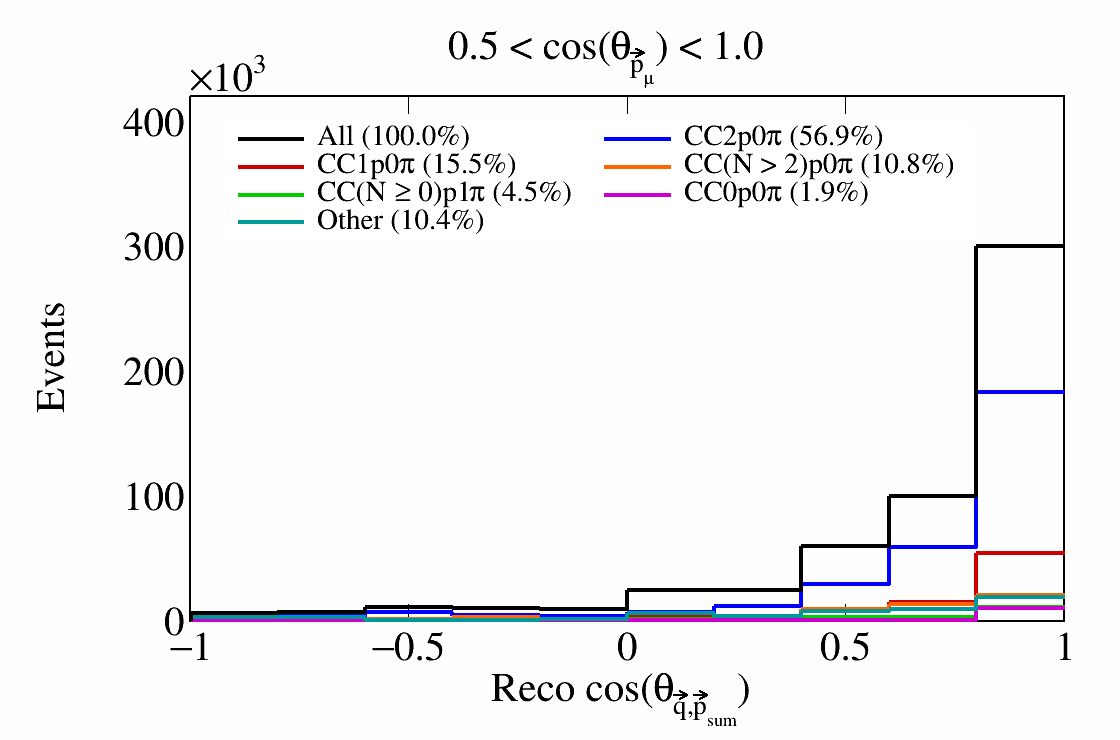 0.5 < cos(θ_p⃗_μ) < 1.0
×10³
400
300
200
100
0
Events
All (100.0%)
CC2p0π (56.9%)
CC1p0π (15.5%)
CC(N > 2)p0π (10.8%)
CC(N ≥ 0)p1π (4.5%)
CC0p0π (1.9%)
Other (10.4%)
−1 −0.5 0 0.5 1
Reco cos(θ_q⃗,p⃗_sum)